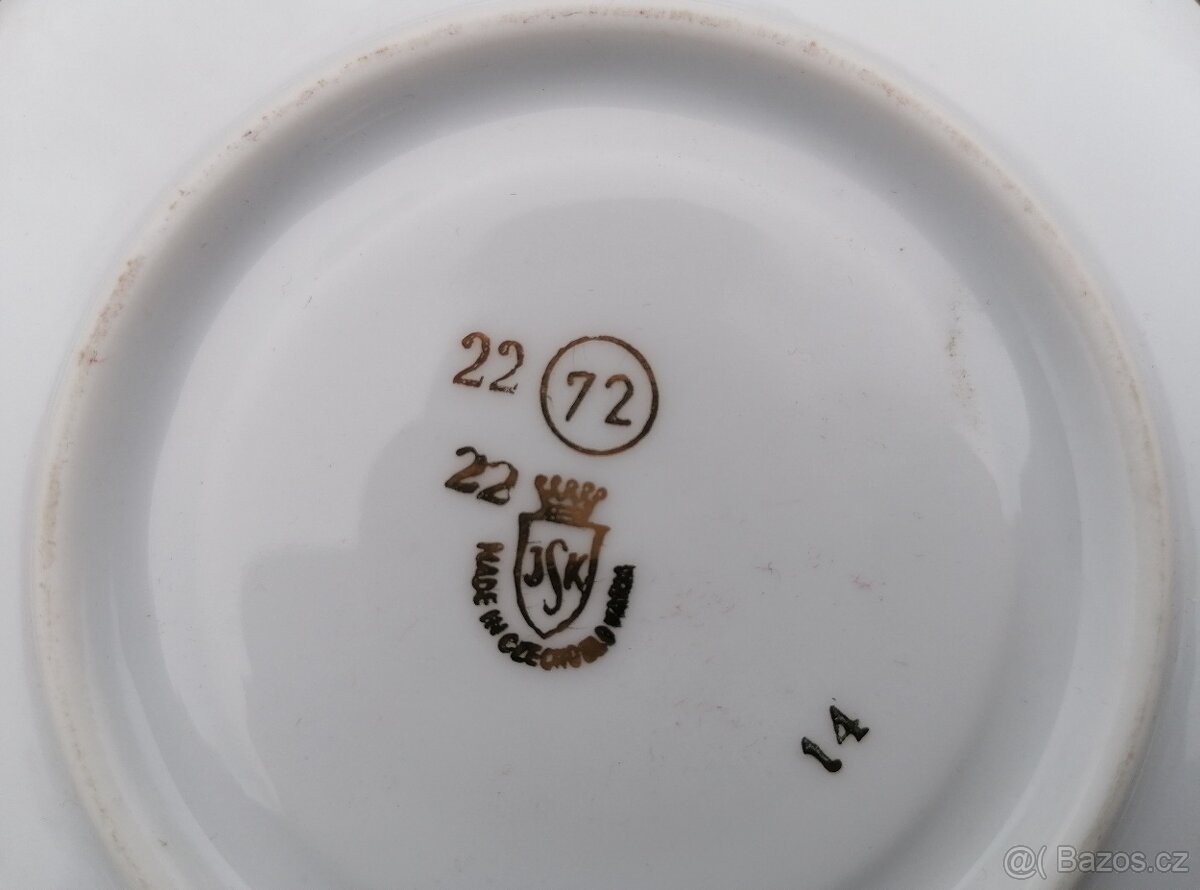 22 72
22
JSK
MADE IN CZECHOSLOVAKIA
14
@( Bazos.cz